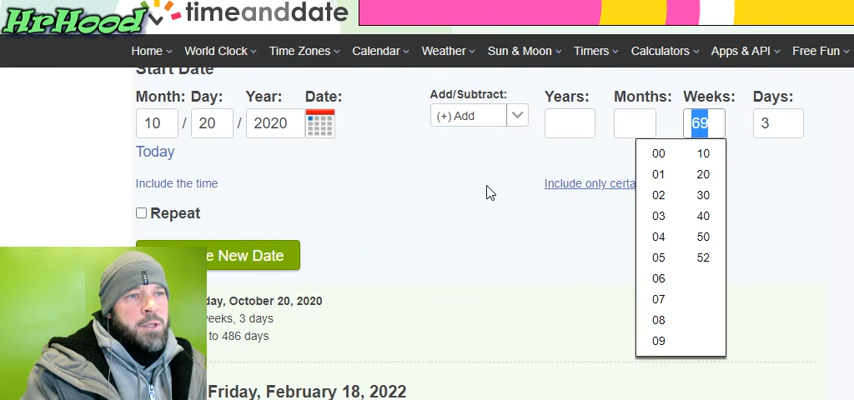 HrHood
timeanddate
Home World Clock Time Zones Calendar Weather Sun & Moon Timers Calculators Apps & API Free Fun
Start Date
Month: Day: Year: Date: Add/Subtract: Years: Months: Weeks: Days:
10 / 20 / 2020 (+) Add 69 3
Today
Include the time Include only certa
Repeat
e New Date
00 10
01 20
02 30
03 40
04 50
05 52
06
07
08
09
day, October 20, 2020
weeks, 3 days
to 486 days
Friday, February 18, 2022